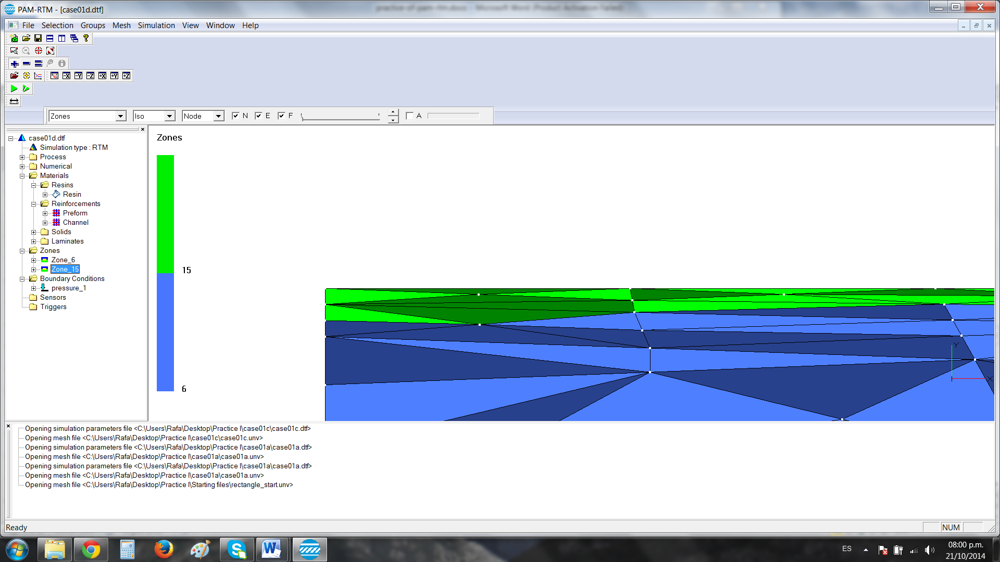 PAM-RTM - [case01d.dtf]
practice-of-pam-rtm.docx - Microsoft Word (Product Activation Failed)
File Selection Groups Mesh Simulation View Window Help
Zones Iso Node N E F A
case01d.dtf
Simulation type : RTM
Process
Numerical
Materials
Resins
Resin
Reinforcements
Preform
Channel
Solids
Laminates
Zones
Zone_6
Zone_15
Boundary Conditions
pressure_1
Sensors
Triggers
Zones
15
6
Y
X
Opening simulation parameters file <C:\Users\Rafa\Desktop\Practice I\case01c\case01c.dtf>
Opening mesh file <C:\Users\Rafa\Desktop\Practice I\case01c\case01c.unv>
Opening simulation parameters file <C:\Users\Rafa\Desktop\Practice I\case01a\case01a.dtf>
Opening mesh file <C:\Users\Rafa\Desktop\Practice I\case01a\case01a.unv>
Opening simulation parameters file <C:\Users\Rafa\Desktop\Practice I\case01a\case01a.dtf>
Opening mesh file <C:\Users\Rafa\Desktop\Practice I\case01a\case01a.unv>
Opening mesh file <C:\Users\Rafa\Desktop\Practice I\Starting files\rectangle_start.unv>
Ready
NUM
ES
08:00 p.m.
21/10/2014